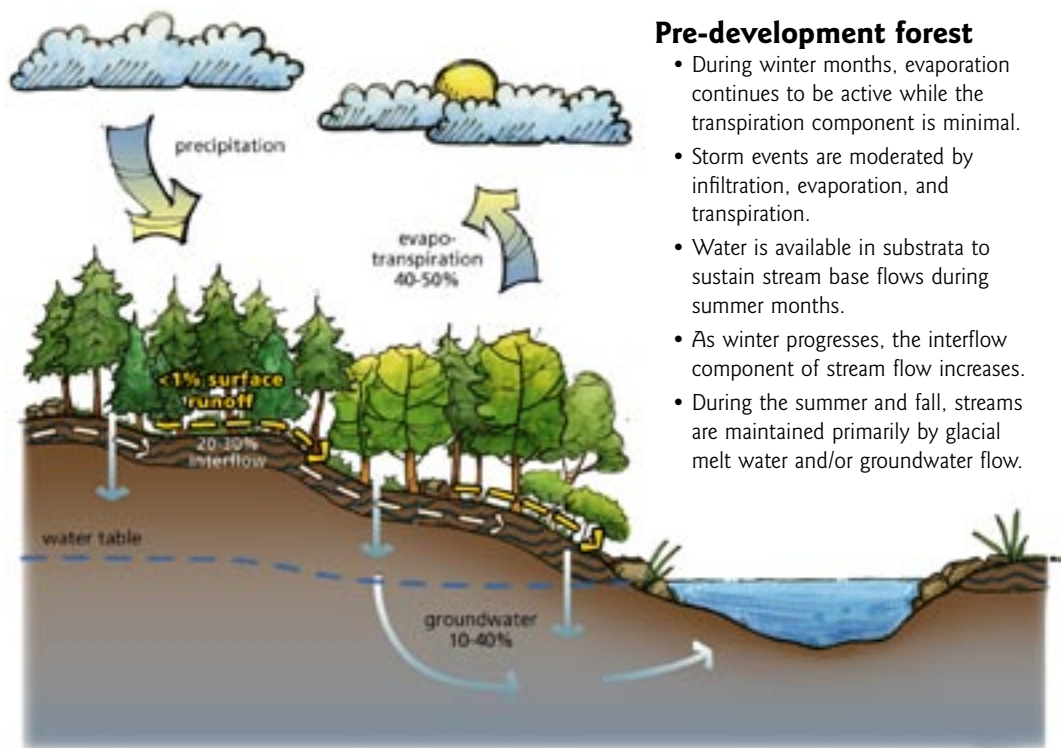 Pre-development forest
• During winter months, evaporation
continues to be active while the
transpiration component is minimal.
• Storm events are moderated by
infiltration, evaporation, and
transpiration.
• Water is available in substrata to
sustain stream base flows during
summer months.
• As winter progresses, the interflow
component of stream flow increases.
• During the summer and fall, streams
are maintained primarily by glacial
melt water and/or groundwater flow.
precipitation
evapo-
transpiration
40-50%
<1% surface
runoff
20-30%
Interflow
water table
groundwater
10-40%